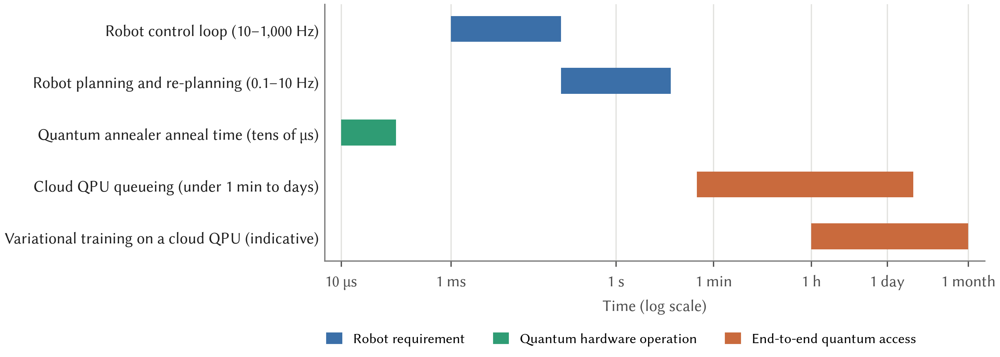 Robot control loop (10–1,000 Hz)
Robot planning and re-planning (0.1–10 Hz)
Quantum annealer anneal time (tens of µs)
Cloud QPU queueing (under 1 min to days)
Variational training on a cloud QPU (indicative)
10 µs 1 ms 1 s 1 min 1 h 1 day 1 month
Time (log scale)
Robot requirement Quantum hardware operation End-to-end quantum access